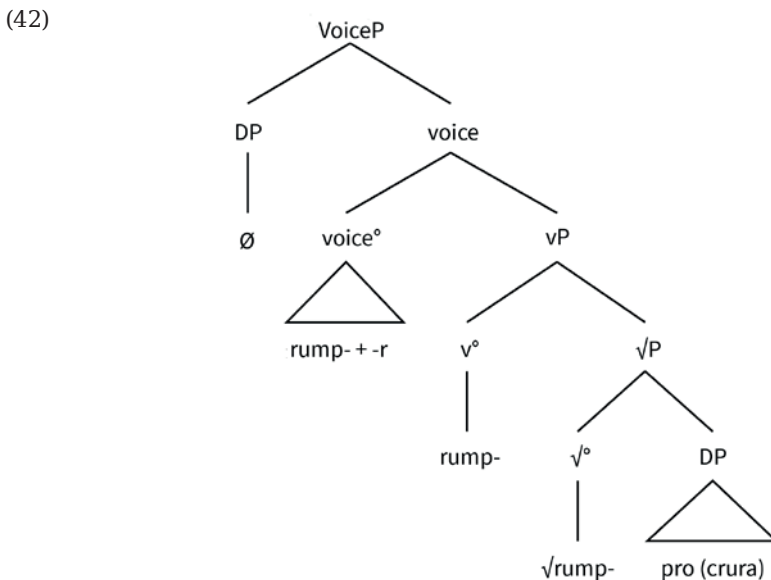 (42)
VoiceP
DP voice
Ø voice° vP
rump- + -r v° √P
rump- √° DP
√rump- pro (crura)